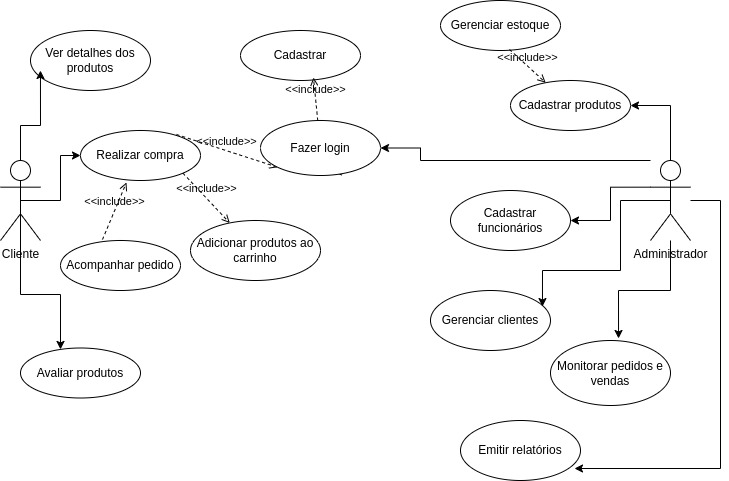 Gerenciar estoque
<<include>>
Cadastrar produtos
Cadastrar
<<include>>
Ver detalhes dos
produtos
Realizar compra
<<include>>
Fazer login
<<include>>
<<include>>
Cliente
Acompanhar pedido
Adicionar produtos ao
carrinho
Avaliar produtos
Cadastrar
funcionários
Administrador
Gerenciar clientes
Monitorar pedidos e
vendas
Emitir relatórios